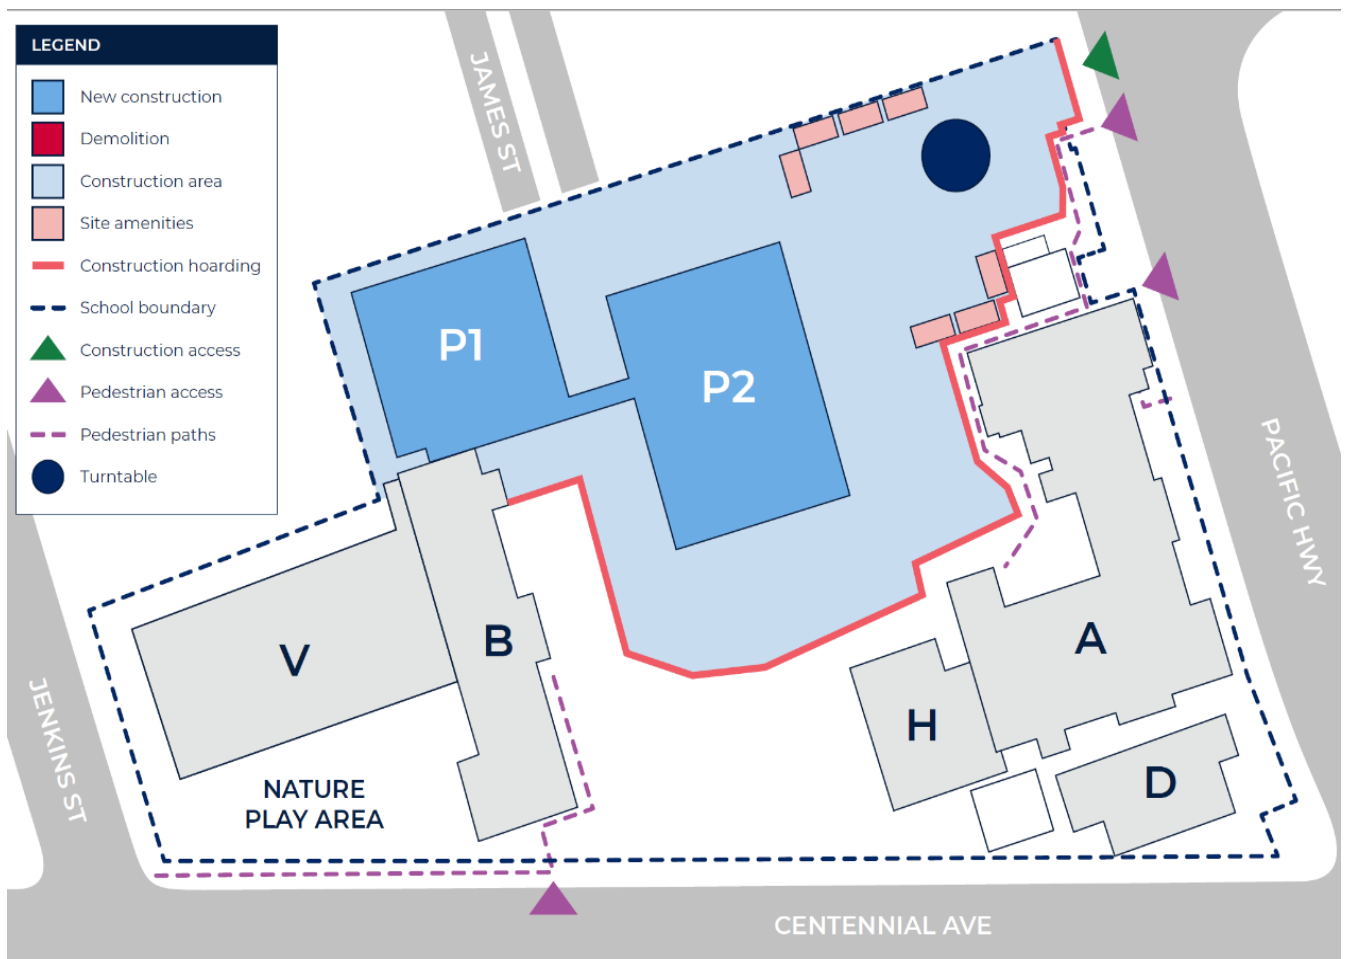 LEGEND
New construction
Demolition
Construction area
Site amenities
Construction hoarding
School boundary
Construction access
Pedestrian access
Pedestrian paths
Turntable
JAMES ST
P1
P2
PACIFIC HWY
V
B
A
H
D
JENKINS ST
NATURE
PLAY AREA
CENTENNIAL AVE